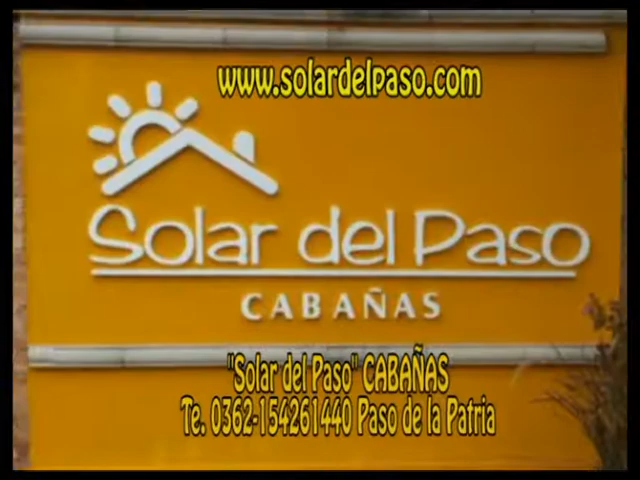 www.solardelpaso.com
Solar del Paso
CABAÑAS
"Solar del Paso" CABAÑAS
Te. 0362-154261440 Paso de la Patria